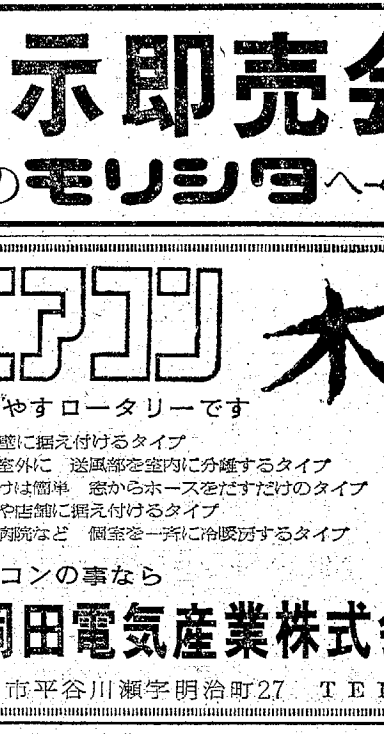 示即売会
のモリシタへ
エアコン
木
やすロータリーです
壁に据え付けるタイプ
室外に 送風部を室内に分離するタイプ
けは簡単 窓からホースをだすだけのタイプ
や店舗に据え付けるタイプ
病院など 個室を一斉に冷暖房するタイプ
コンの事なら
岡田電気産業株式会
市平谷川瀬字明治町27 TEL